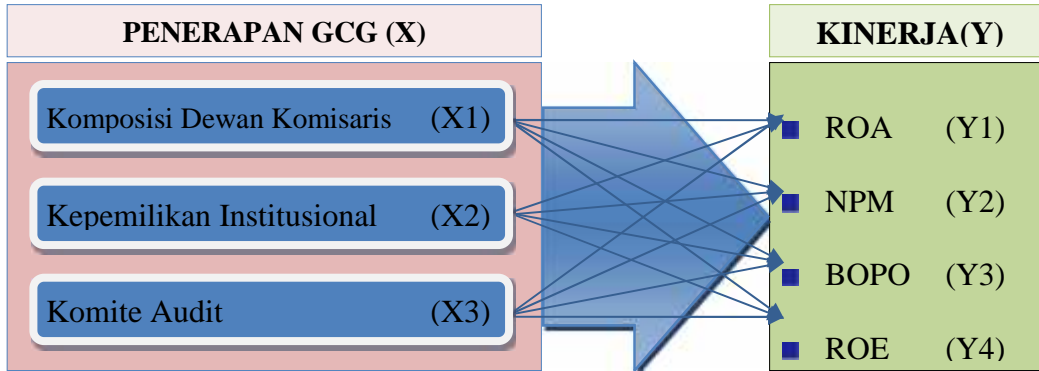 PENERAPAN GCG (X)
KINERJA(Y)
Komposisi Dewan Komisaris (X1)
Kepemilikan Institusional (X2)
Komite Audit (X3)
ROA (Y1)
NPM (Y2)
BOPO (Y3)
ROE (Y4)